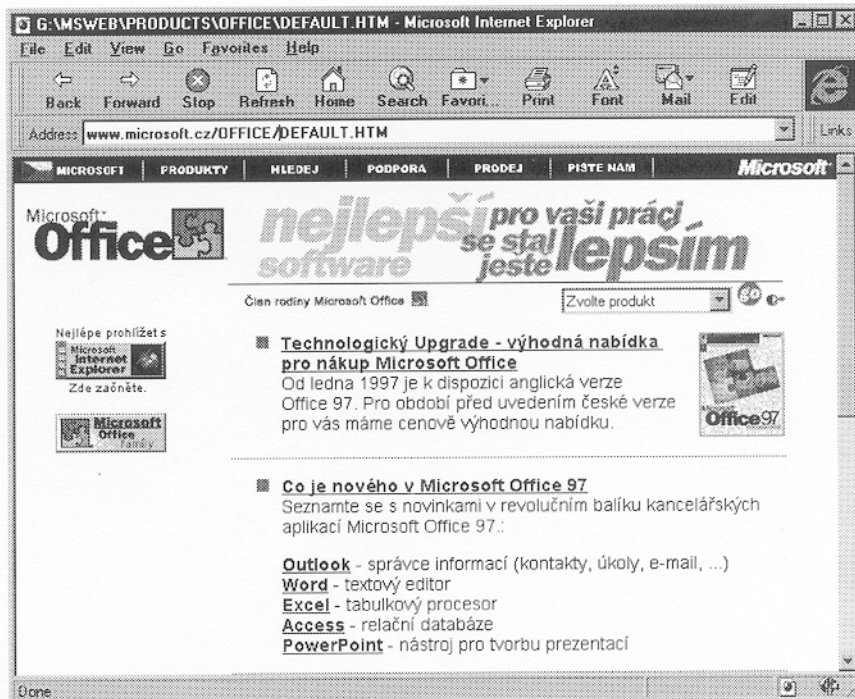 G:\MSWEB\PRODUCTS\OFFICE\DEFAULT.HTM - Microsoft Internet Explorer
File Edit View Go Favorites Help
Back Forward Stop Refresh Home Search Favori... Print Font Mail Edit
Address www.microsoft.cz/OFFICE/DEFAULT.HTM Links
MICROSOFT PRODUKTY HLEDEJ PODPORA PRODEJ PIŠTE NÁM Microsoft
Microsoft
Office
nejlepší software pro vaši práci se stal ještě lepším
Člen rodiny Microsoft Office Zvolte produkt go
Nejlépe prohlížet s
Microsoft
Internet
Explorer
Zde začněte.
Microsoft
Office
Family
Technologický Upgrade - výhodná nabídka
pro nákup Microsoft Office
Od ledna 1997 je k dispozici anglická verze
Office 97. Pro období před uvedením české verze
pro vás máme cenově výhodnou nabídku.
Office 97
Co je nového v Microsoft Office 97
Seznamte se s novinkami v revolučním balíku kancelářských
aplikací Microsoft Office 97.:
Outlook - správce informací (kontakty, úkoly, e-mail, ...)
Word - textový editor
Excel - tabulkový procesor
Access - relační databáze
PowerPoint - nástroj pro tvorbu prezentací
Done